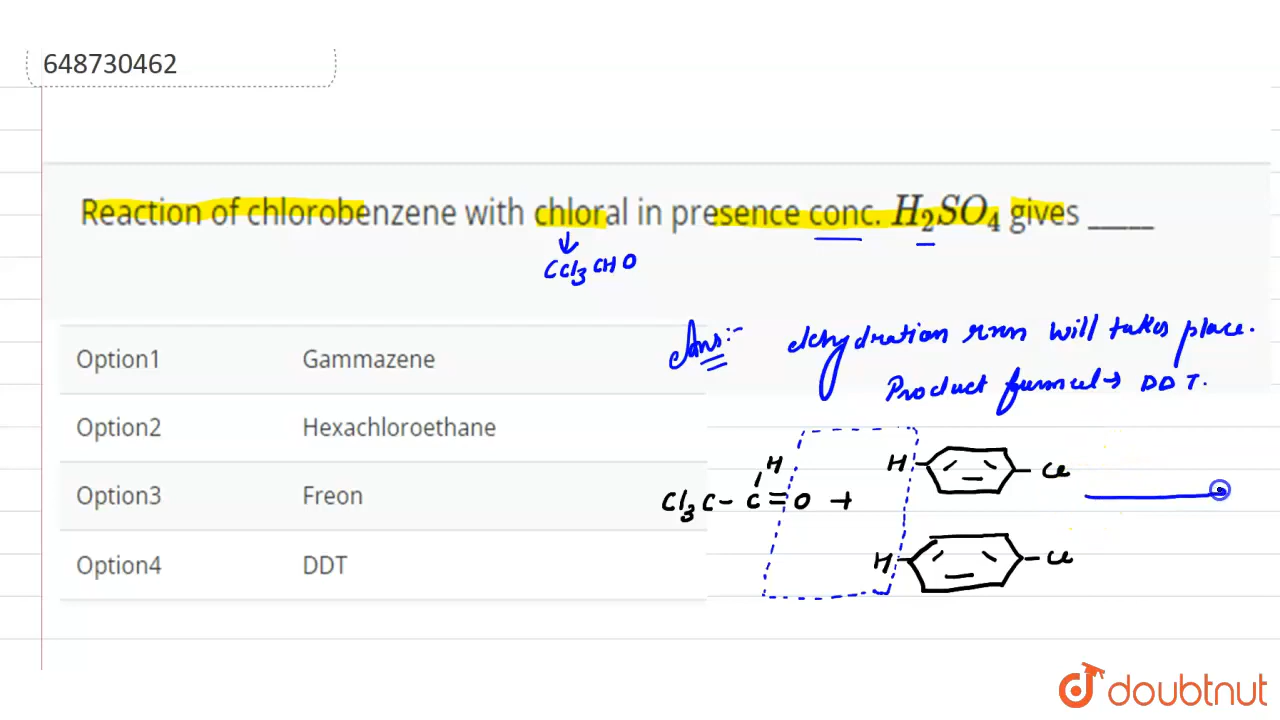 648730462
Reaction of chlorobenzene with chloral in presence conc. H₂SO₄ gives _____
CCl₃CHO
Ans:-
dehydration rxn will takes place.
Product formed → DDT.
Option1 Gammazene
Option2 Hexachloroethane
Option3 Freon
Option4 DDT
H
Cl₃C-C=O +
H Cl
H Cl
doubtnut